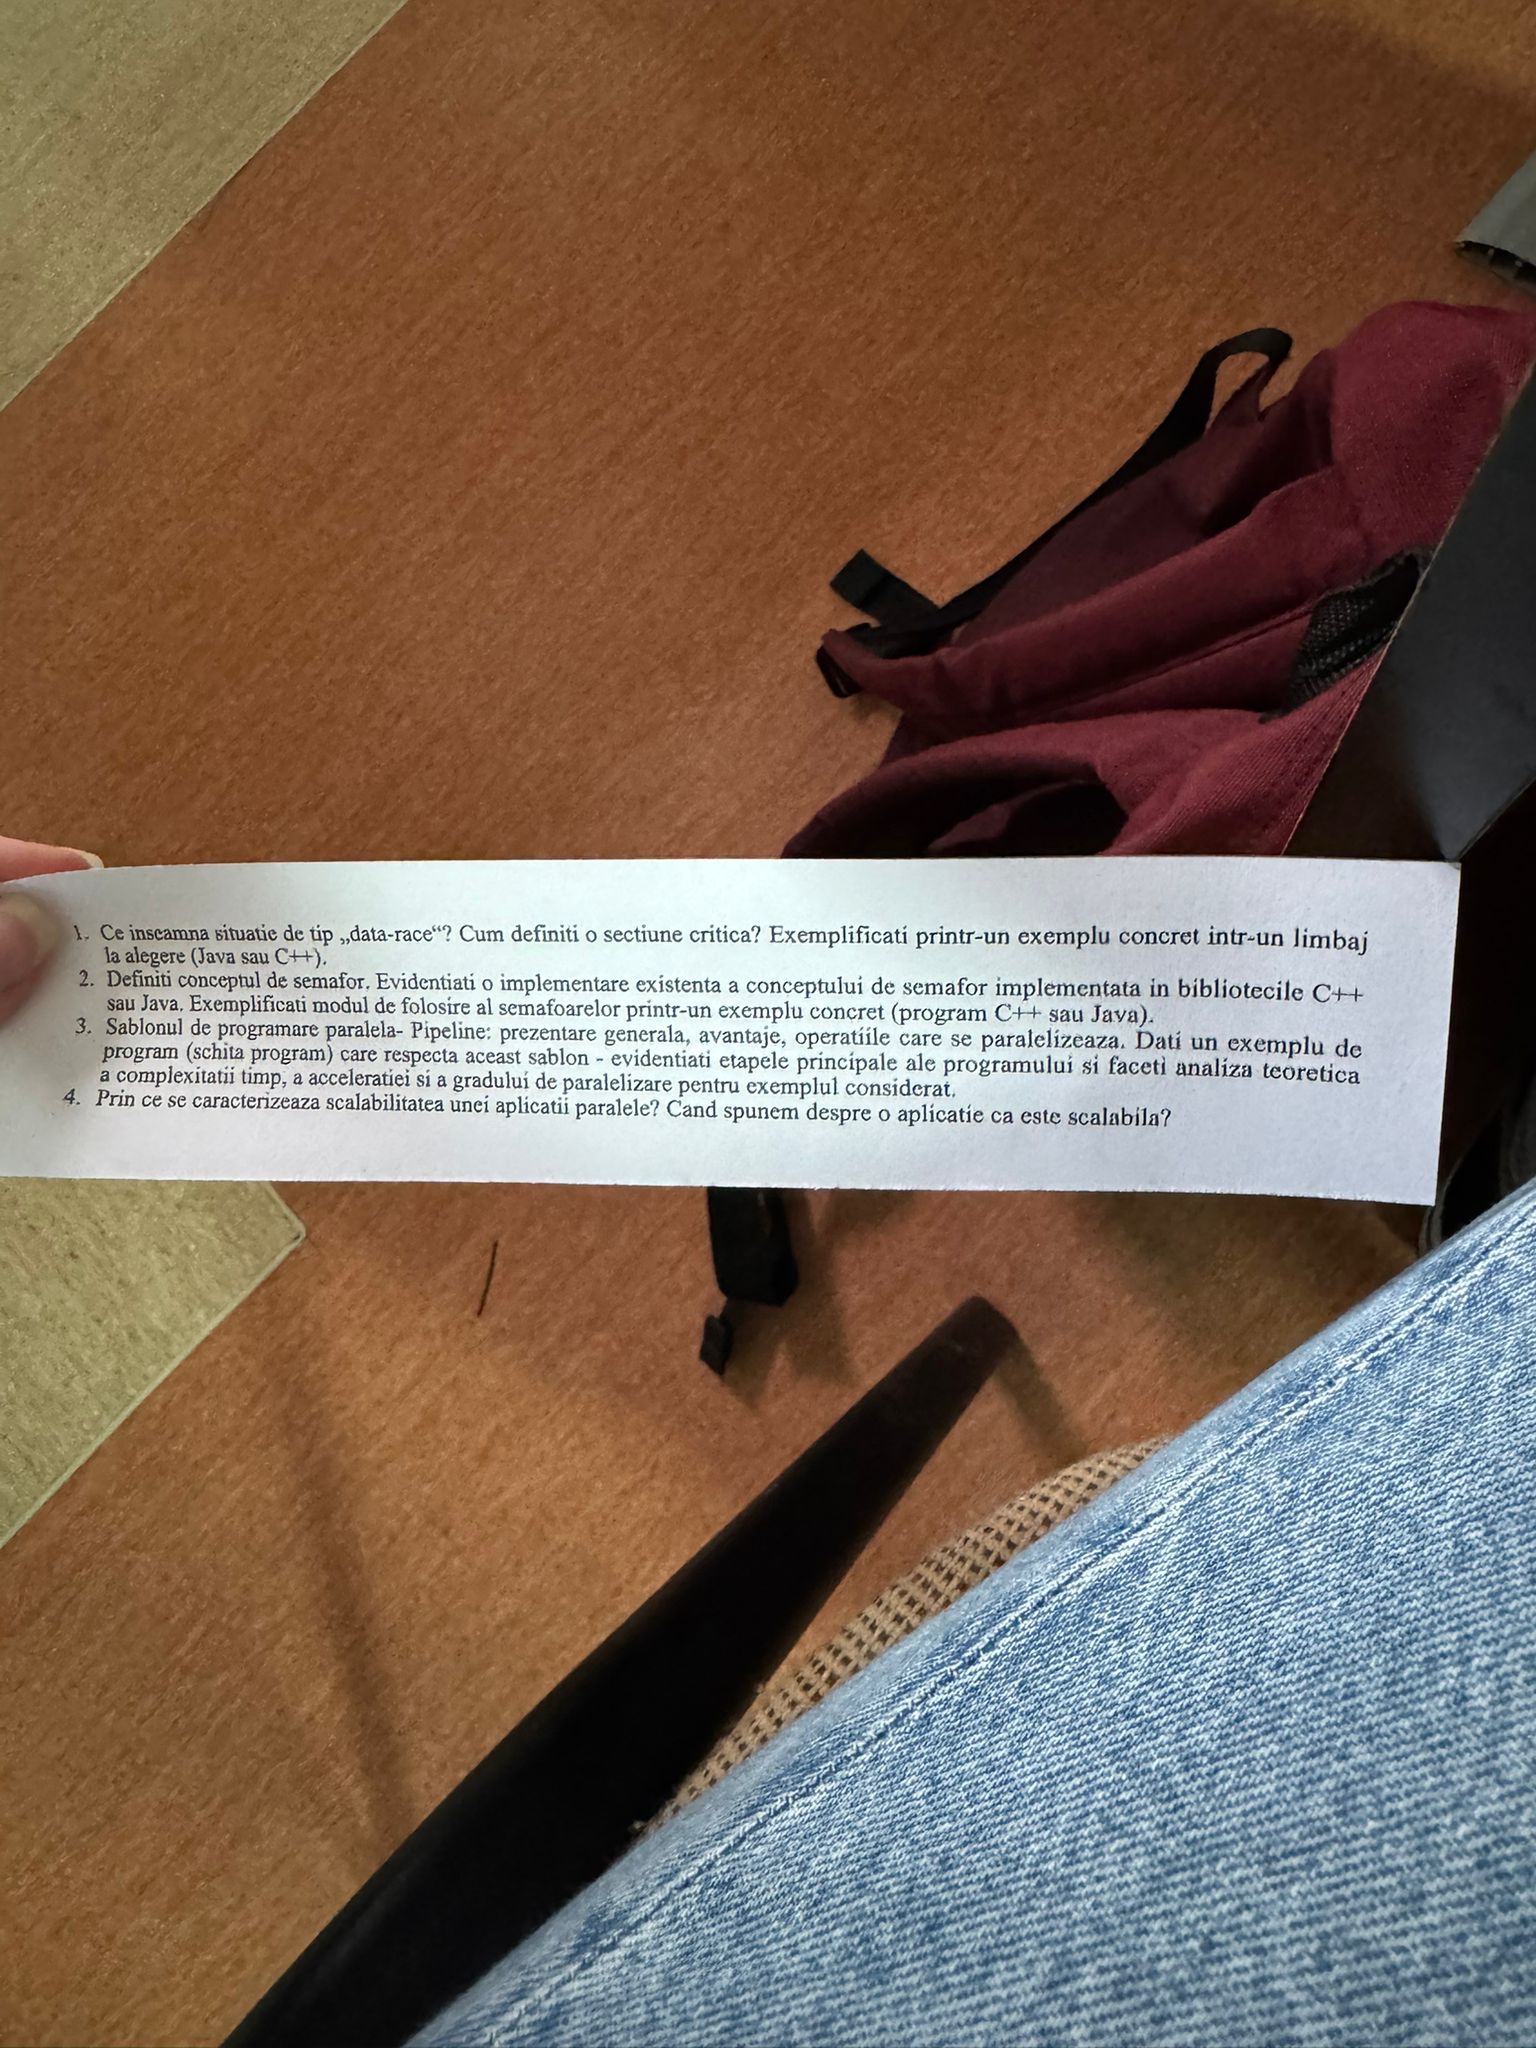 1. Ce inseamna situatie de tip „data-race“? Cum definiti o sectiune critica? Exemplificati printr-un exemplu concret intr-un limbaj
la alegere (Java sau C++).
2. Definiti conceptul de semafor. Evidentiati o implementare existenta a conceptului de semafor implementata in bibliotecile C++
sau Java. Exemplificati modul de folosire al semafoarelor printr-un exemplu concret (program C++ sau Java).
3. Sablonul de programare paralela- Pipeline: prezentare generala, avantaje, operatiile care se paralelizeaza. Dati un exemplu de
program (schita program) care respecta aceast sablon - evidentiati etapele principale ale programului si faceti analiza teoretica
a complexitatii timp, a acceleratiei si a gradului de paralelizare pentru exemplul considerat.
4. Prin ce se caracterizeaza scalabilitatea unei aplicatii paralele? Cand spunem despre o aplicatie ca este scalabila?